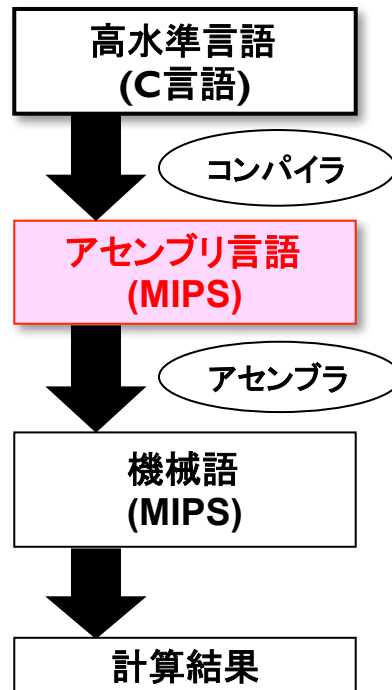 高水準言語
(C言語)
コンパイラ
アセンブリ言語
(MIPS)
アセンブラ
機械語
(MIPS)
計算結果